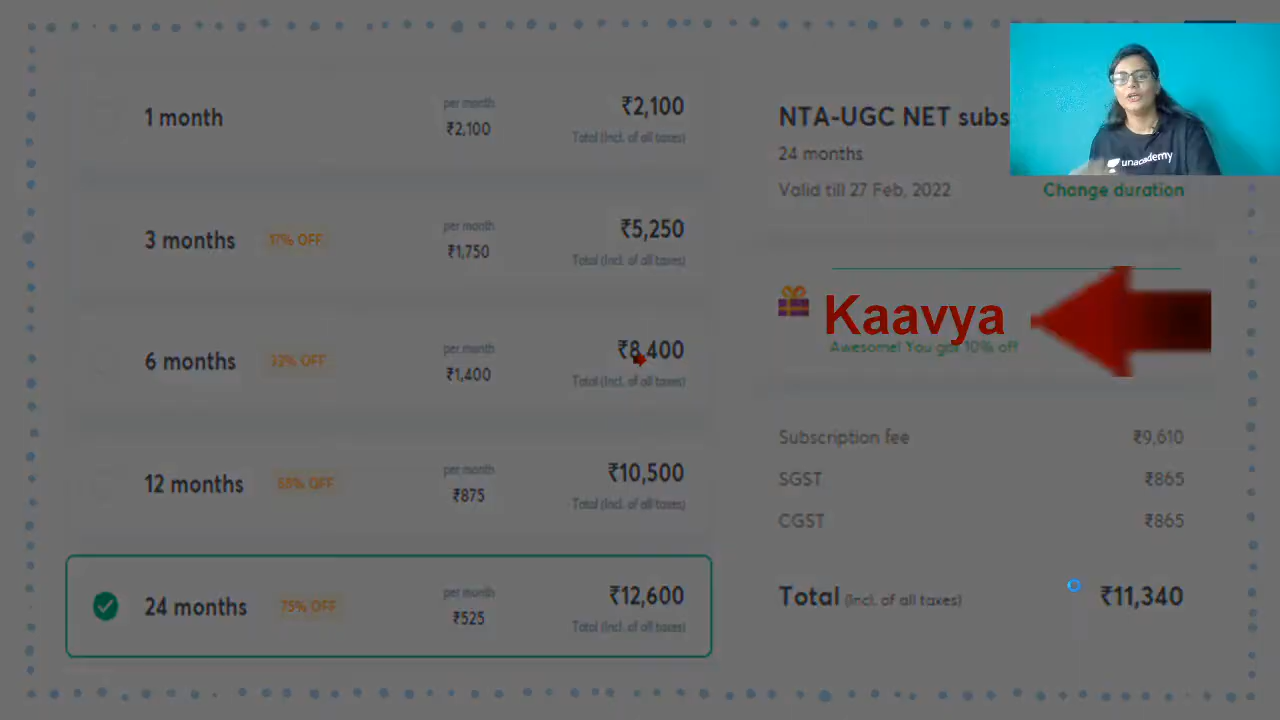 1 month
per month
₹2,100
₹2,100
Total (Incl. of all taxes)
3 months
17% OFF
per month
₹1,750
₹5,250
Total (Incl. of all taxes)
6 months
33% OFF
per month
₹1,400
₹8,400
Total (Incl. of all taxes)
12 months
58% OFF
per month
₹875
₹10,500
Total (Incl. of all taxes)
24 months
75% OFF
per month
₹525
₹12,600
Total (Incl. of all taxes)
NTA-UGC NET subs
24 months
Valid till 27 Feb, 2022
Change duration
unacademy
Kaavya
Awesome! You got 10% off
Subscription fee
₹9,610
SGST
₹865
CGST
₹865
Total (Incl. of all taxes)
₹11,340